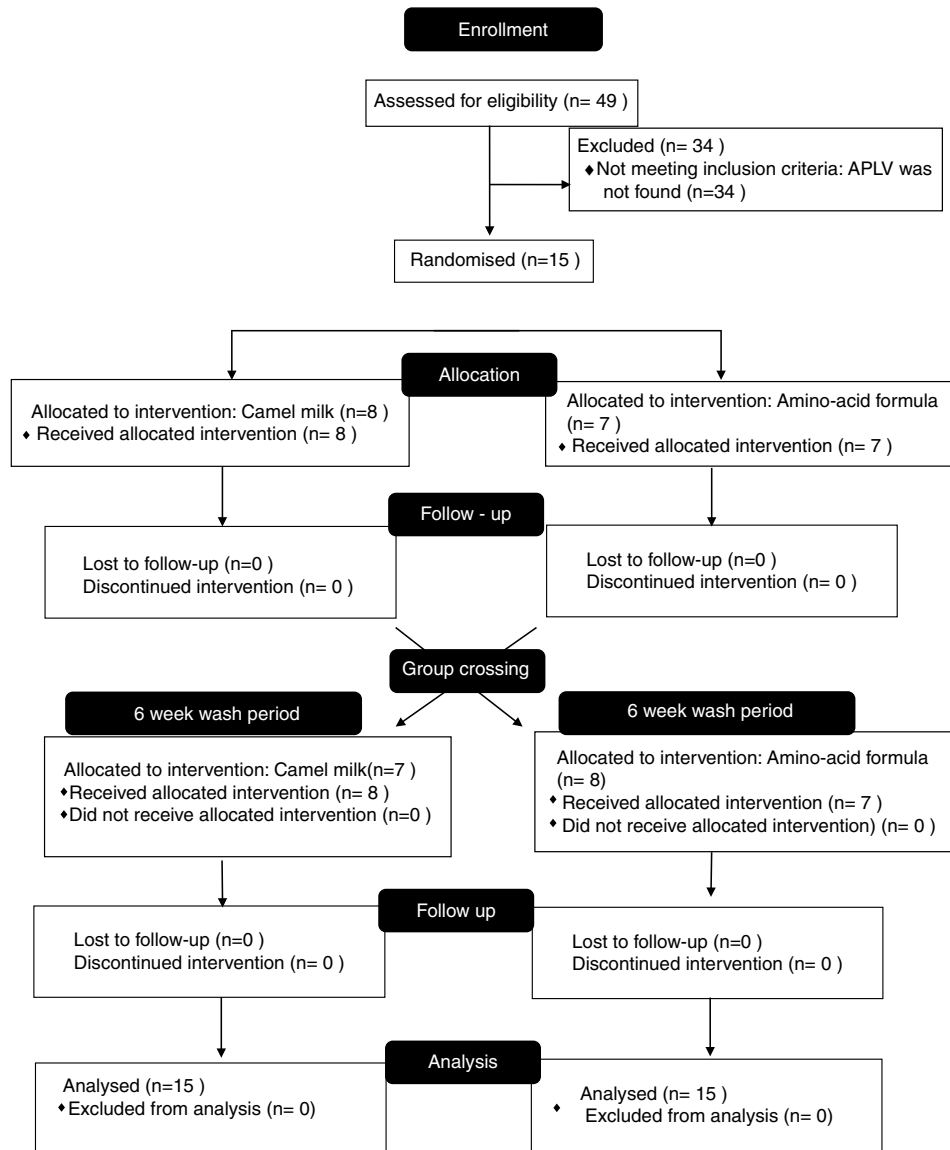 Enrollment
Assessed for eligibility (n= 49 )
Excluded (n= 34 )
♦Not meeting inclusion criteria: APLV was
not found (n=34 )
Randomised (n=15 )
Allocation
Allocated to intervention: Camel milk (n=8 )
♦ Received allocated intervention (n= 8 )
Allocated to intervention: Amino-acid formula
(n= 7 )
♦ Received allocated intervention (n= 7 )
Follow - up
Lost to follow-up (n=0 )
Discontinued intervention (n= 0 )
Lost to follow-up (n=0 )
Discontinued intervention (n= 0 )
Group crossing
6 week wash period
6 week wash period
Allocated to intervention: Camel milk(n=7 )
♦Received allocated intervention (n= 8 )
♦Did not receive allocated intervention (n=0 )
Allocated to intervention: Amino-acid formula
(n= 8)
♦ Received allocated intervention (n= 7 )
♦ Did not receive allocated intervention) (n= 0 )
Follow up
Lost to follow-up (n=0 )
Discontinued intervention (n= 0 )
Lost to follow-up (n=0 )
Discontinued intervention (n= 0 )
Analysis
Analysed (n=15 )
♦Excluded from analysis (n= 0)
Analysed (n= 15 )
♦ Excluded from analysis (n= 0)